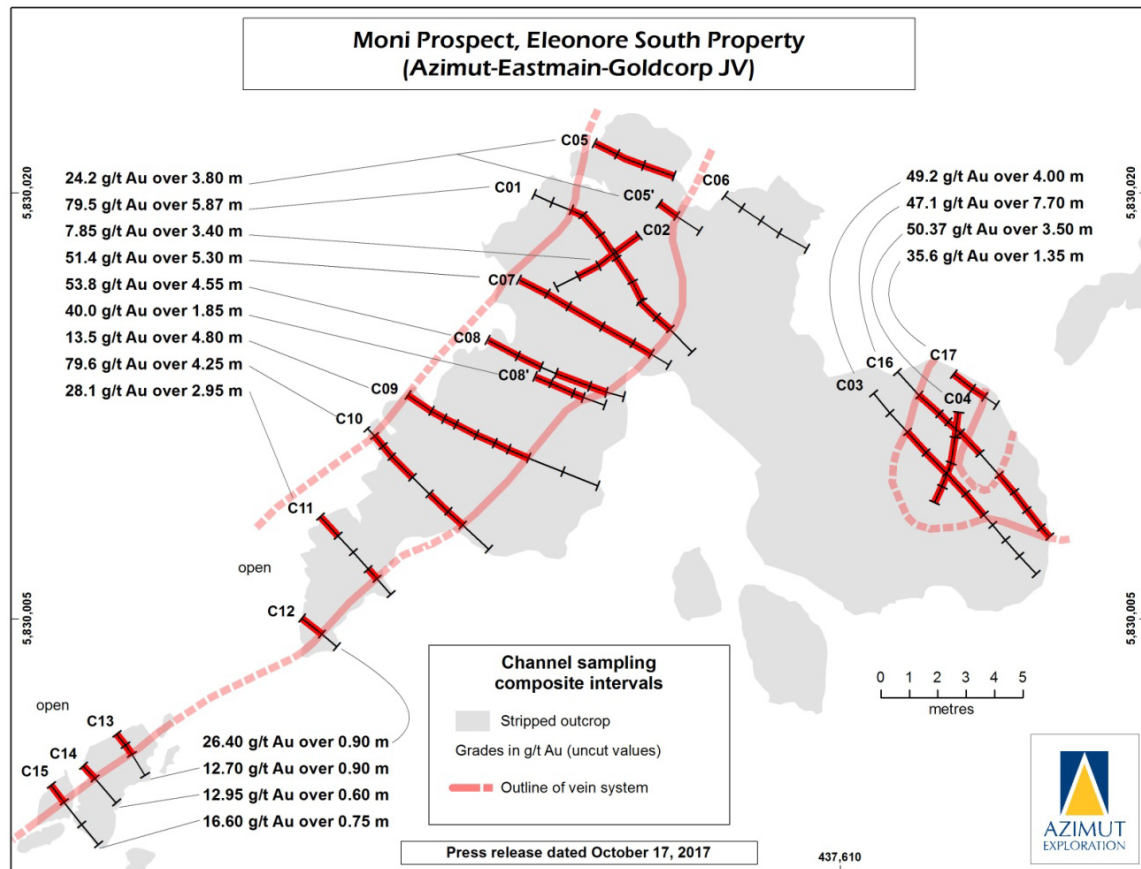 Moni Prospect, Eleonore South Property
(Azimut-Eastmain-Goldcorp JV)
5,830,020
5,830,020
24.2 g/t Au over 3.80 m
79.5 g/t Au over 5.87 m
7.85 g/t Au over 3.40 m
51.4 g/t Au over 5.30 m
53.8 g/t Au over 4.55 m
40.0 g/t Au over 1.85 m
13.5 g/t Au over 4.80 m
79.6 g/t Au over 4.25 m
28.1 g/t Au over 2.95 m
C05
C01
C05'
C06
C02
C07
C08
C08'
C09
C10
C11
open
C12
49.2 g/t Au over 4.00 m
47.1 g/t Au over 7.70 m
50.37 g/t Au over 3.50 m
35.6 g/t Au over 1.35 m
C17
C16
C03
C04
5,830,005
5,830,005
open
C13
C14
C15
26.40 g/t Au over 0.90 m
12.70 g/t Au over 0.90 m
12.95 g/t Au over 0.60 m
16.60 g/t Au over 0.75 m
Channel sampling
composite intervals
Stripped outcrop
Grades in g/t Au (uncut values)
Outline of vein system
0 1 2 3 4 5
metres
Press release dated October 17, 2017
437,610
AZIMUT
EXPLORATION